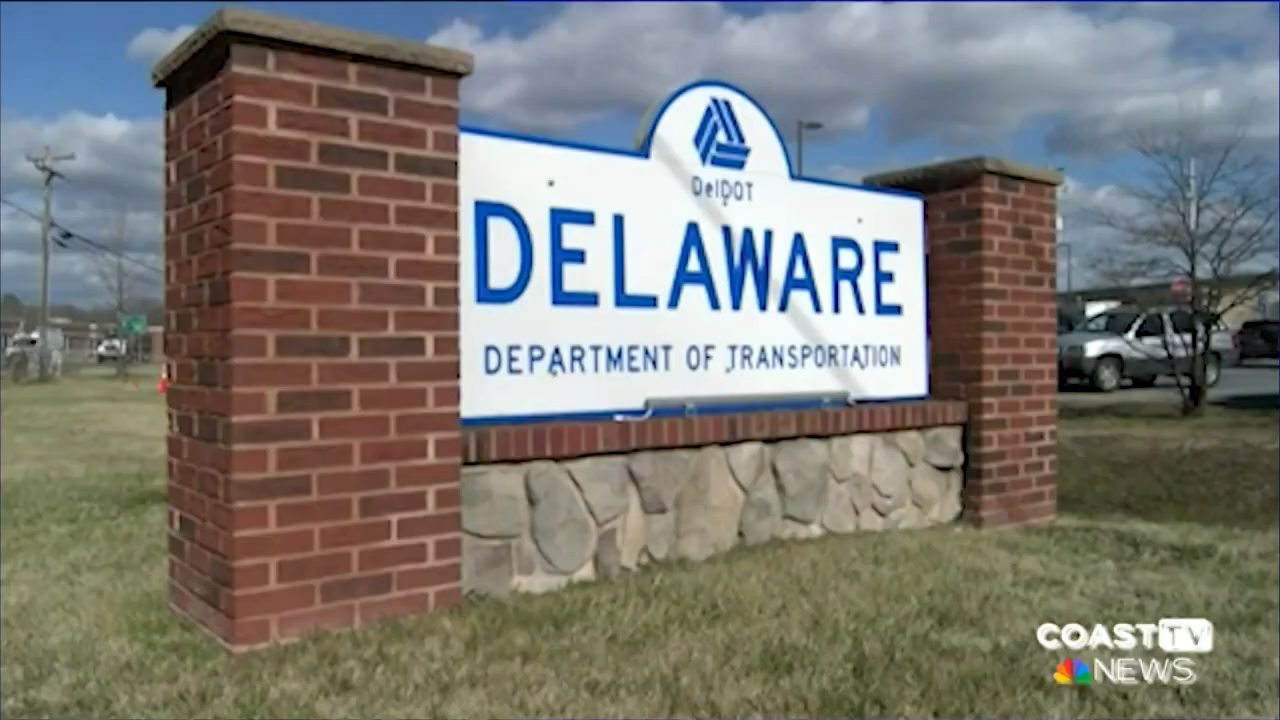 DelDOT
DELAWARE
DEPARTMENT OF TRANSPORTATION
COAST TV
NEWS